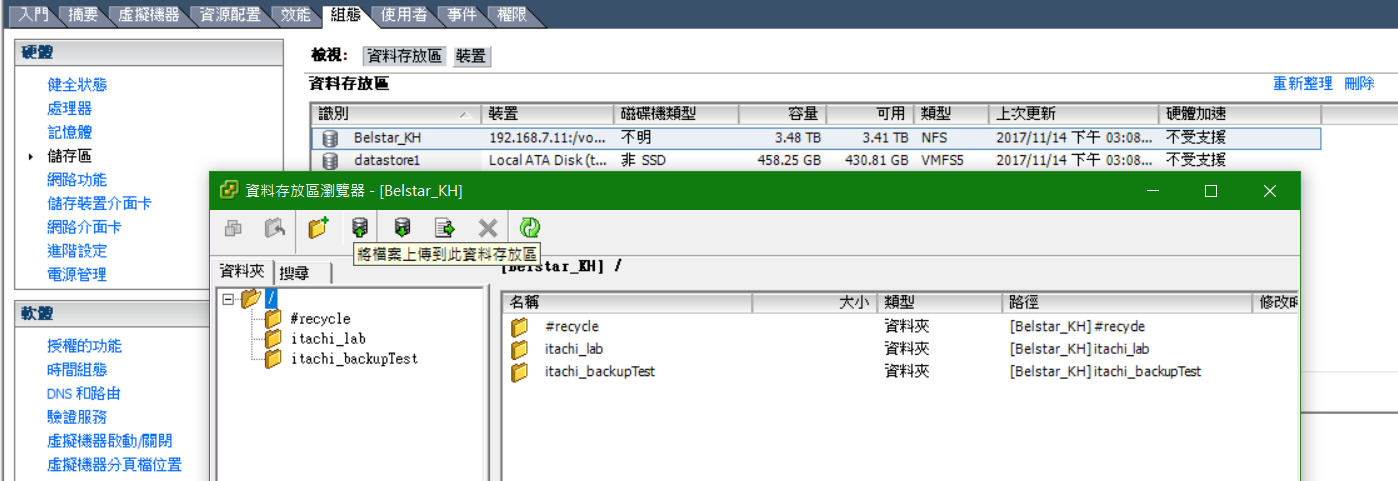 入門 摘要 虛擬機器 資源配置 效能 組態 使用者 事件 權限
硬體
健全狀態
處理器
記憶體
儲存區
網路功能
儲存裝置介面卡
網路介面卡
進階設定
電源管理
軟體
授權的功能
時間組態
DNS 和路由
驗證服務
虛擬機器啟動/關閉
虛擬機器分頁檔位置
檢視: 資料存放區 裝置
資料存放區 重新整理 刪除
識別 裝置 磁碟機類型 容量 可用 類型 上次更新 硬體加速
Belstar_KH 192.168.7.11:/vo... 不明 3.48 TB 3.41 TB NFS 2017/11/14 下午 03:08... 不受支援
datastore1 Local ATA Disk (t... 非 SSD 458.25 GB 430.81 GB VMFS5 2017/11/14 下午 03:08... 不受支援
資料存放區瀏覽器 - [Belstar_KH]
將檔案上傳到此資料存放區
資料夾 搜尋
[Belstar_KH] /
/
#recycle
itachi_lab
itachi_backupTest
名稱 大小 類型 路徑 修改時
#recycle 資料夾 [Belstar_KH] #recycle
itachi_lab 資料夾 [Belstar_KH] itachi_lab
itachi_backupTest 資料夾 [Belstar_KH] itachi_backupTest